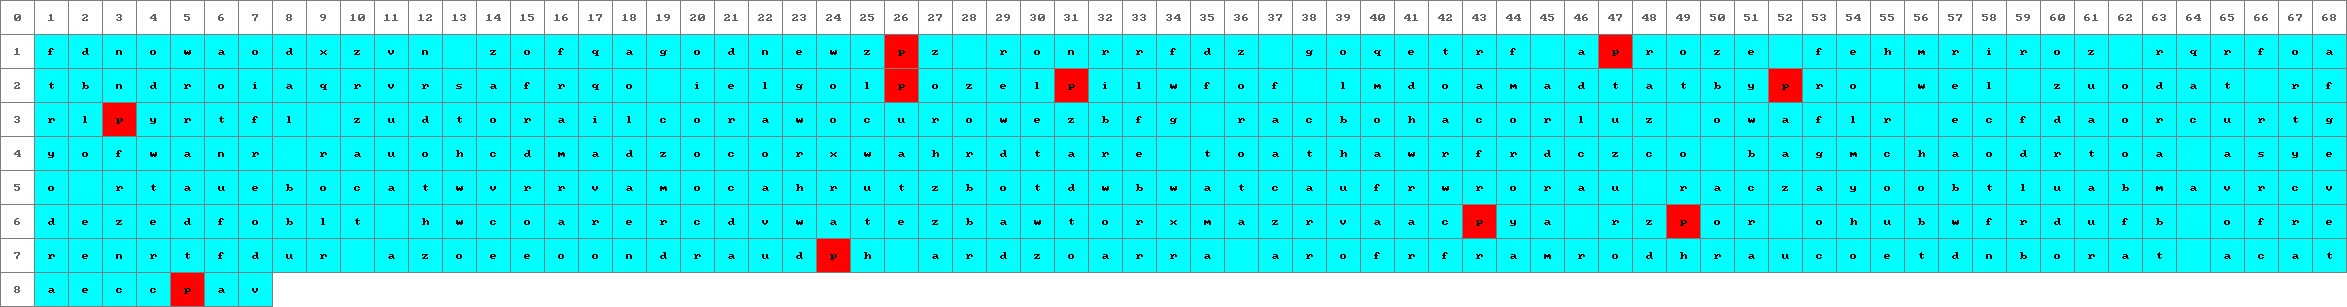 0 1 2 3 4 5 6 7 8 9 10 11 12 13 14 15 16 17 18 19 20 21 22 23 24 25 26 27 28 29 30 31 32 33 34 35 36 37 38 39 40 41 42 43 44 45 46 47 48 49 50 51 52 53 54 55 56 57 58 59 60 61 62 63 64 65 66 67 68
1 f d n o w a o d x z v n   z o f q a g o d n e w z p z   r o n r r f d z   g o q e t r f   a p r o z e   f e h m r i r o z   r q r f o a
2 t b n d r o i a q r v r s a f r q o   i e l g o l p o z e l p i l w f o f   l m d o a m a d t a t b y p r o   w e l   z u o d a t   r f
3 r l p y r t f l   z u d t o r a i l c o r a w o c u r o w e z b f g   r a c b o h a c o r l u z   o w a f l r   e c f d a o r c u r t g
4 y o f w a n r   r a u o h c d m a d z o c o r x w a h r d t a r e   t o a t h a w r f r d c z c o   b a g m c h a o d r t o a   a s y e
5 o   r t a u e b o c a t w v r r v a m o c a h r u t z b o t d w b w a t c a u f r w r o r a u   r a c z a y o o b t l u a b m a v r c v
6 d e z e d f o b l t   h w c o a r e r c d v w a t e z b a w t o r x m a z r v a a c p y a   r z p o r   o h u b w f r d u f b   o f r e
7 r e n r t f d u r   a z o e e o o n d r a u d p h   a r d z o a r r a   a r o f r f r a m r o d h r a u c o e t d n b o r a t   a c a t
8 a e c c p a v